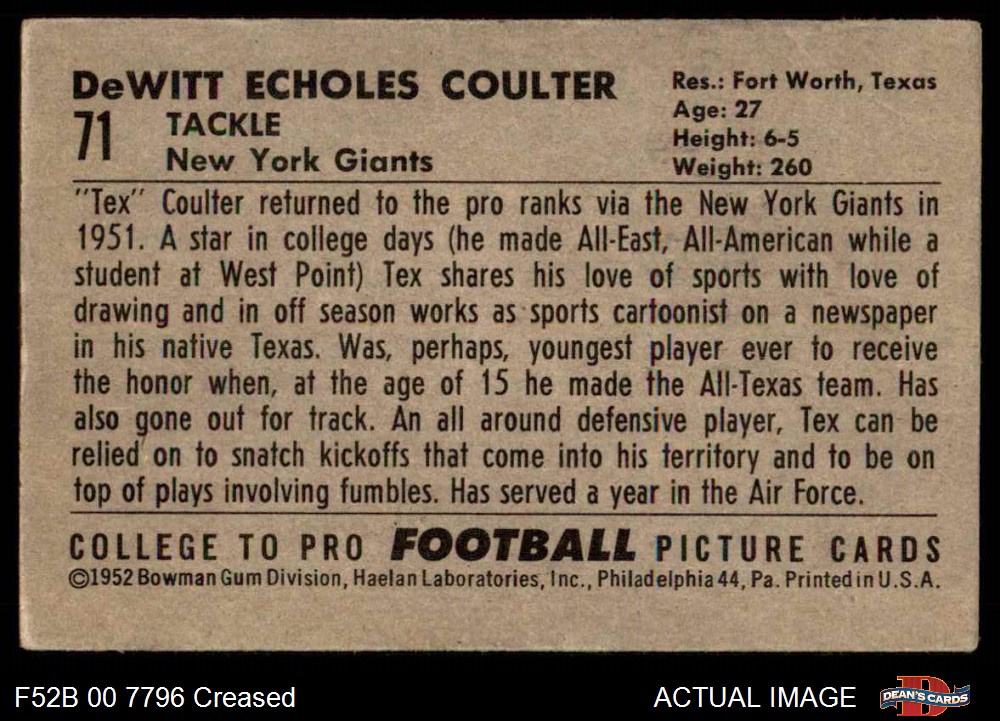 DeWITT ECHOLES COULTER
71
TACKLE
New York Giants
Res.: Fort Worth, Texas
Age: 27
Height: 6-5
Weight: 260
"Tex" Coulter returned to the pro ranks via the New York Giants in
1951. A star in college days (he made All-East, All-American while a
student at West Point) Tex shares his love of sports with love of
drawing and in off season works as sports cartoonist on a newspaper
in his native Texas. Was, perhaps, youngest player ever to receive
the honor when, at the age of 15 he made the All-Texas team. Has
also gone out for track. An all around defensive player, Tex can be
relied on to snatch kickoffs that come into his territory and to be on
top of plays involving fumbles. Has served a year in the Air Force.
COLLEGE TO PRO FOOTBALL PICTURE CARDS
©1952 Bowman Gum Division, Haelan Laboratories, Inc., Philadelphia 44, Pa. Printed in U.S.A.
F52B 00 7796 Creased
ACTUAL IMAGE
DEAN'S CARDS